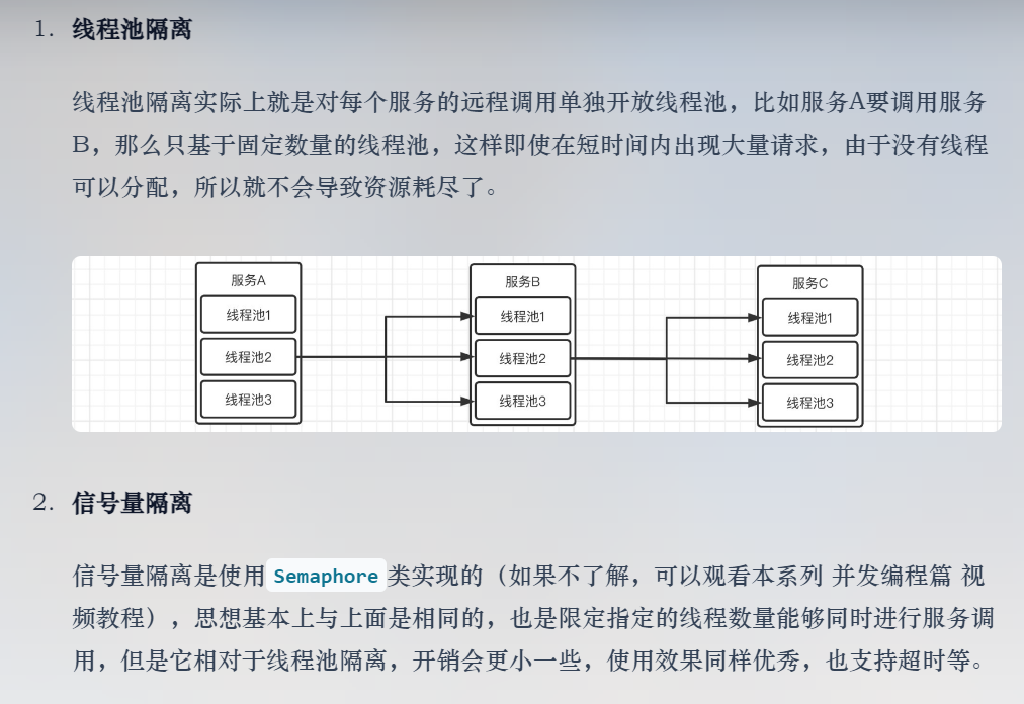 1. 线程池隔离
线程池隔离实际上就是对每个服务的远程调用单独开放线程池，比如服务A要调用服务
B，那么只基于固定数量的线程池，这样即使在短时间内出现大量请求，由于没有线程
可以分配，所以就不会导致资源耗尽了。
服务A
线程池1
线程池2
线程池3
服务B
线程池1
线程池2
线程池3
服务C
线程池1
线程池2
线程池3
2. 信号量隔离
信号量隔离是使用Semaphore类实现的（如果不了解，可以观看本系列 并发编程篇 视
频教程），思想基本上与上面是相同的，也是限定指定的线程数量能够同时进行服务调
用，但是它相对于线程池隔离，开销会更小一些，使用效果同样优秀，也支持超时等。